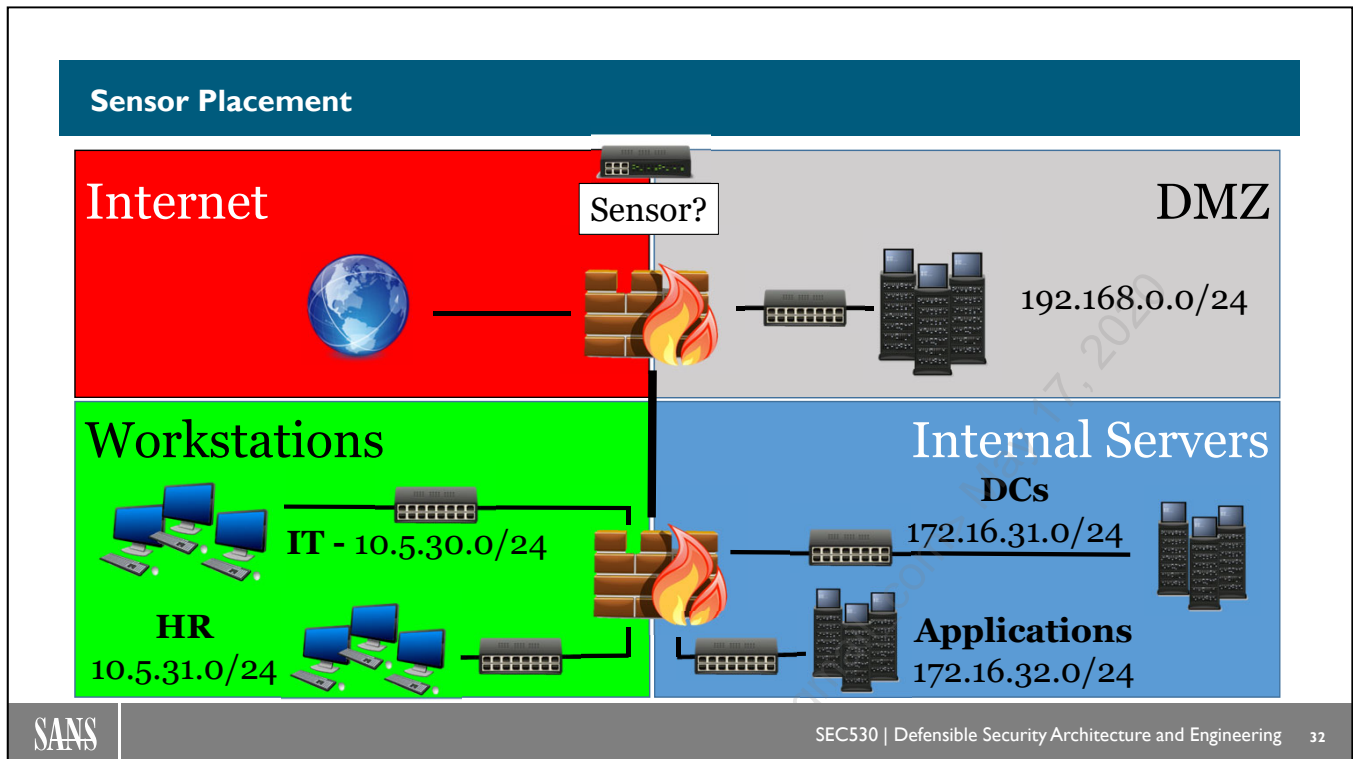 Sensor Placement
Internet
Sensor?
DMZ
192.168.0.0/24
Workstations
Internal Servers
DCs
172.16.31.0/24
IT - 10.5.30.0/24
HR
10.5.31.0/24
Applications
172.16.32.0/24
SANS
SEC530 | Defensible Security Architecture and Engineering 32
17, 2020